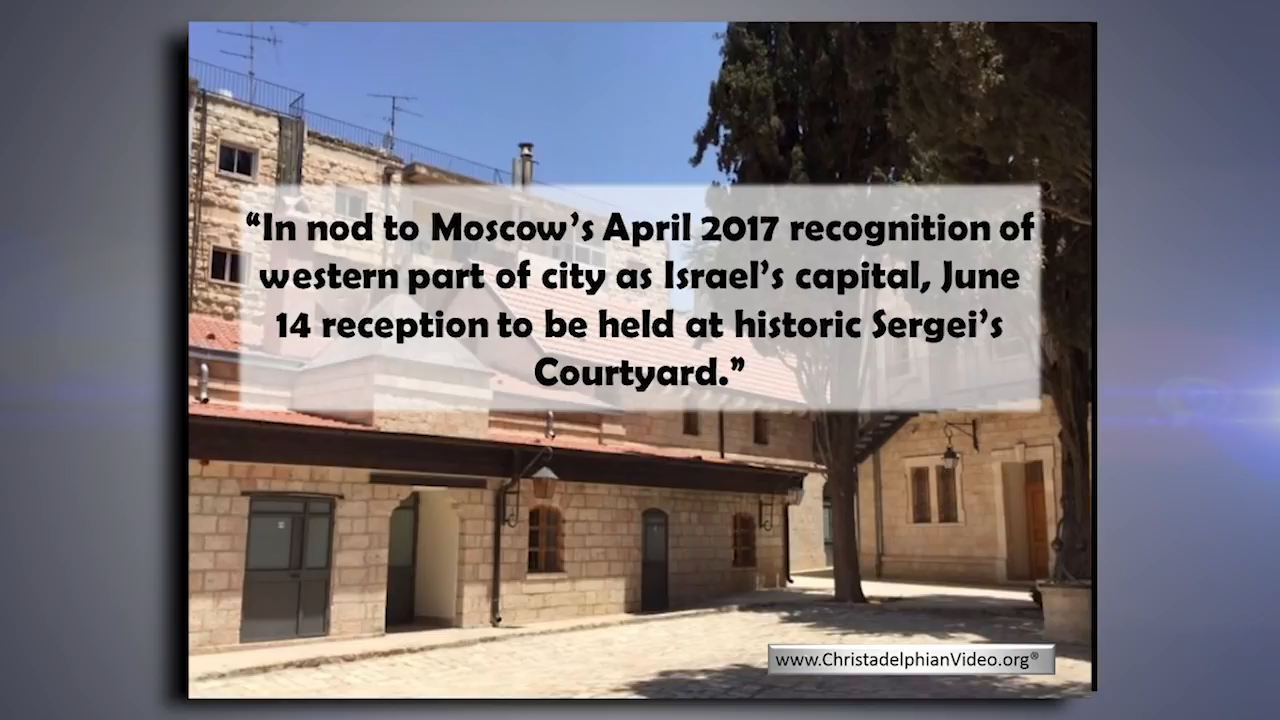 “In nod to Moscow’s April 2017 recognition of
western part of city as Israel’s capital, June
14 reception to be held at historic Sergei’s
Courtyard.”
www.ChristadelphianVideo.org®